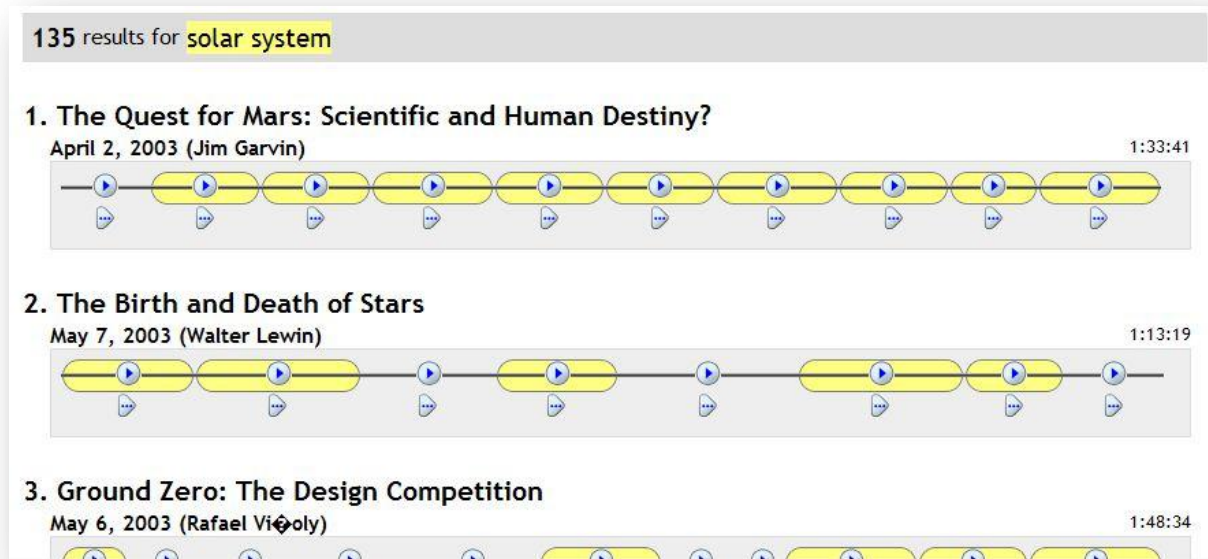 135 results for solar system
1. The Quest for Mars: Scientific and Human Destiny?
April 2, 2003 (Jim Garvin) 1:33:41
2. The Birth and Death of Stars
May 7, 2003 (Walter Lewin) 1:13:19
3. Ground Zero: The Design Competition
May 6, 2003 (Rafael Vi�oly) 1:48:34